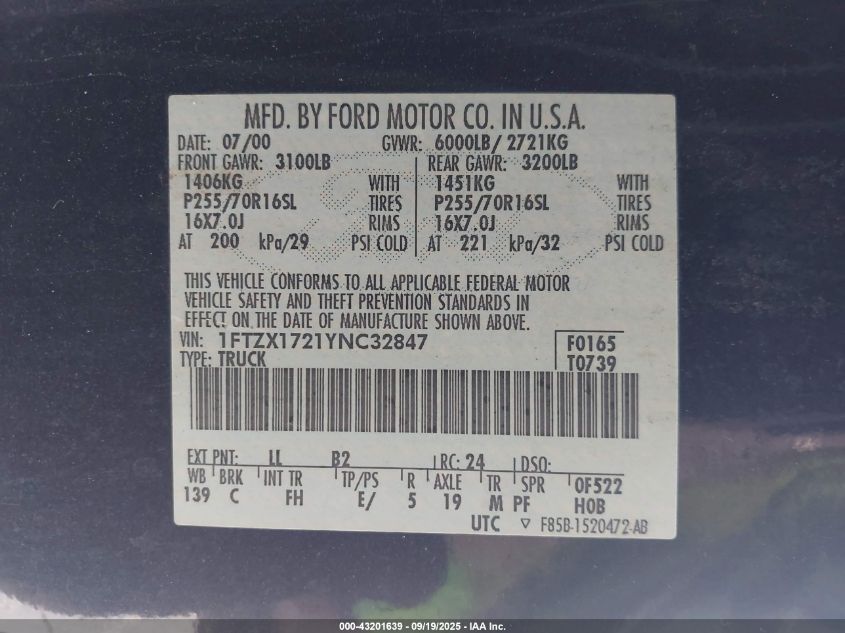 MFD. BY FORD MOTOR CO. IN U.S.A.
DATE: 07/00 GVWR: 6000LB/ 2721KG
FRONT GAWR: 3100LB REAR GAWR: 3200LB
1406KG WITH 1451KG WITH
P255/70R16SL TIRES P255/70R16SL TIRES
16X7.0J RIMS 16X7.0J RIMS
AT 200 kPa/29 PSI COLD AT 221 kPa/32 PSI COLD
THIS VEHICLE CONFORMS TO ALL APPLICABLE FEDERAL MOTOR
VEHICLE SAFETY AND THEFT PREVENTION STANDARDS IN
EFFECT ON THE DATE OF MANUFACTURE SHOWN ABOVE.
VIN: 1FTZX1721YNC32847 F0165
TYPE: TRUCK T0739
EXT PNT: LL B2 RC: 24 DSO:
WB BRK INT TR TP/PS R AXLE TR SPR 0F522
139 C FH E/ 5 19 M PF HOB
UTC ▽ F85B-1520472-AB
000-43201639 - 09/19/2025 - IAA Inc.